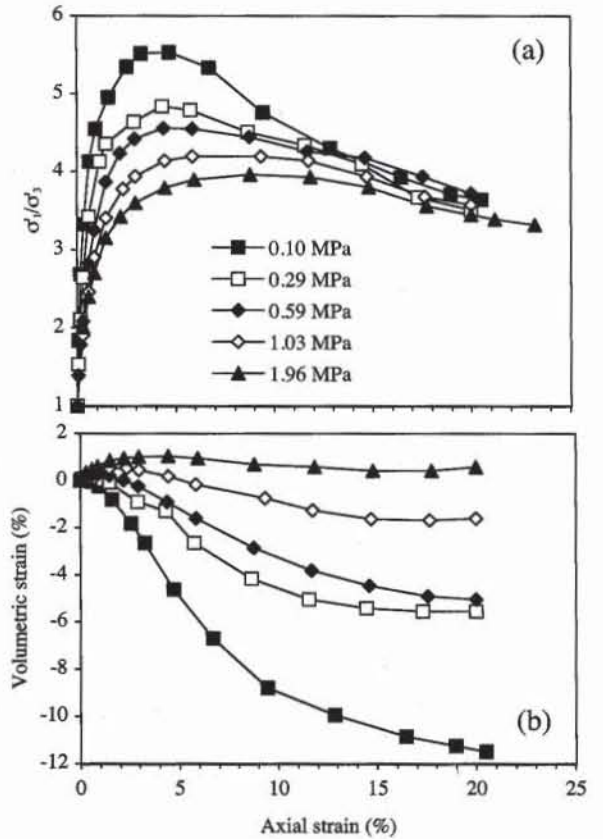 6
(a)
5
4
σ'₁/σ'₃
3
0.10 MPa
0.29 MPa
2
0.59 MPa
1.03 MPa
1.96 MPa
1
2
0
-2
-4
Volumetric strain (%)
-6
-8
-10
(b)
-12
0 5 10 15 20 25
Axial strain (%)